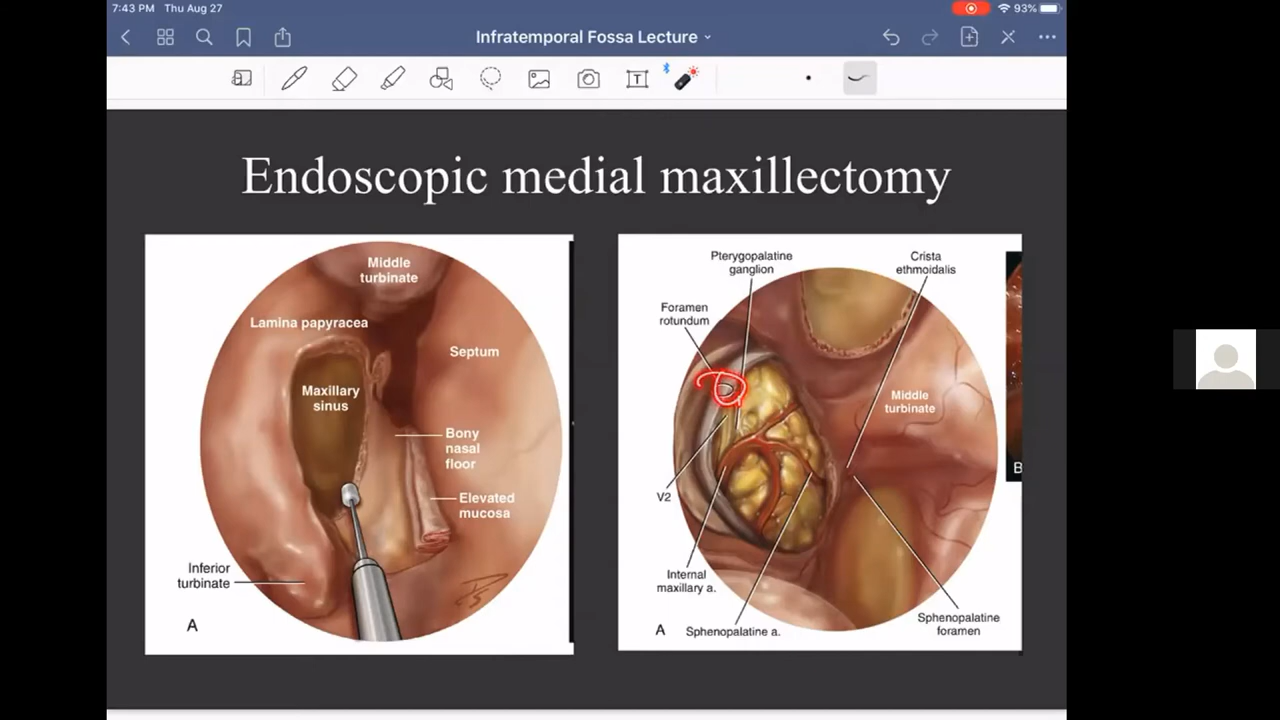 7:43 PM Thu Aug 27
93%
Infratemporal Fossa Lecture
T
Endoscopic medial maxillectomy
Middle
turbinate
Lamina papyracea
Septum
Maxillary
sinus
Bony
nasal
floor
Elevated
mucosa
Inferior
turbinate
A
Pterygopalatine
ganglion
Crista
ethmoidalis
Foramen
rotundum
Middle
turbinate
V2
Internal
maxillary a.
Sphenopalatine
foramen
A
Sphenopalatine a.
B